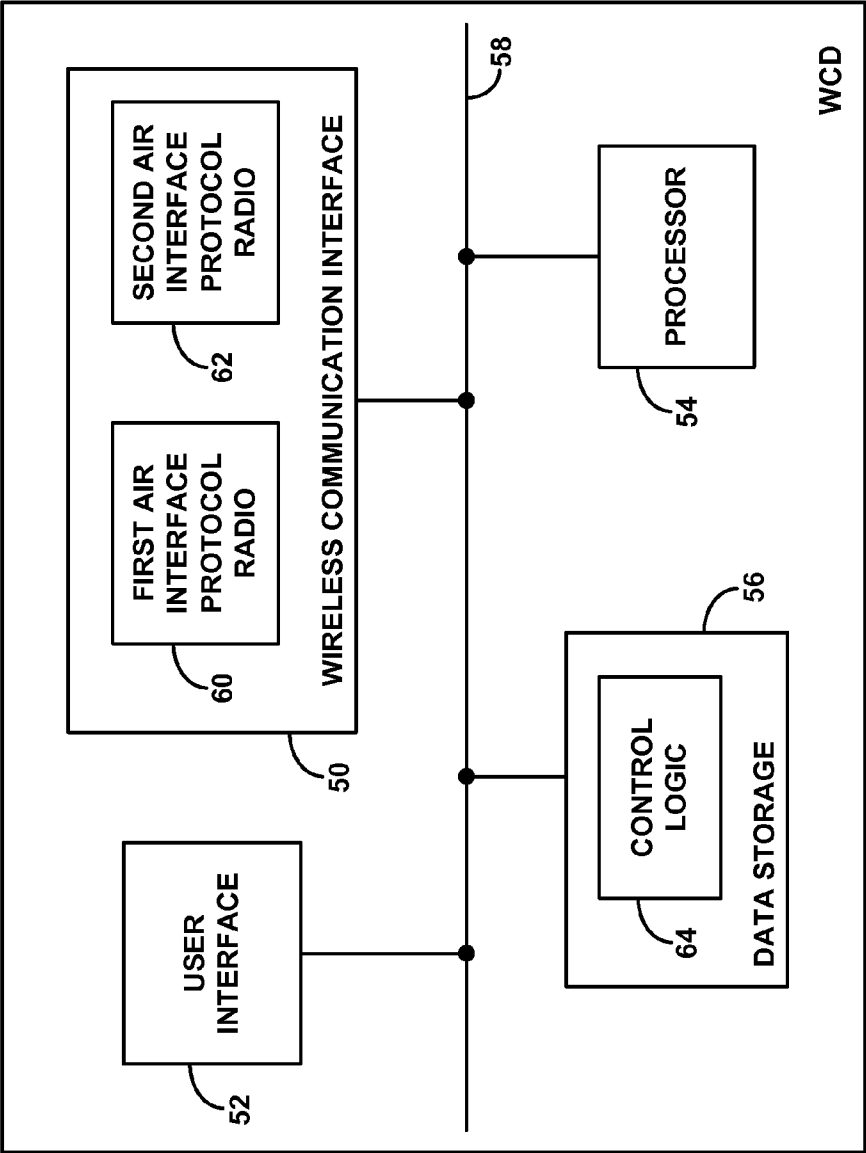 USER
INTERFACE
52
FIRST AIR
INTERFACE
PROTOCOL
RADIO
60
SECOND AIR
INTERFACE
PROTOCOL
RADIO
62
WIRELESS COMMUNICATION INTERFACE
50
58
CONTROL
LOGIC
64
DATA STORAGE
56
PROCESSOR
54
WCD